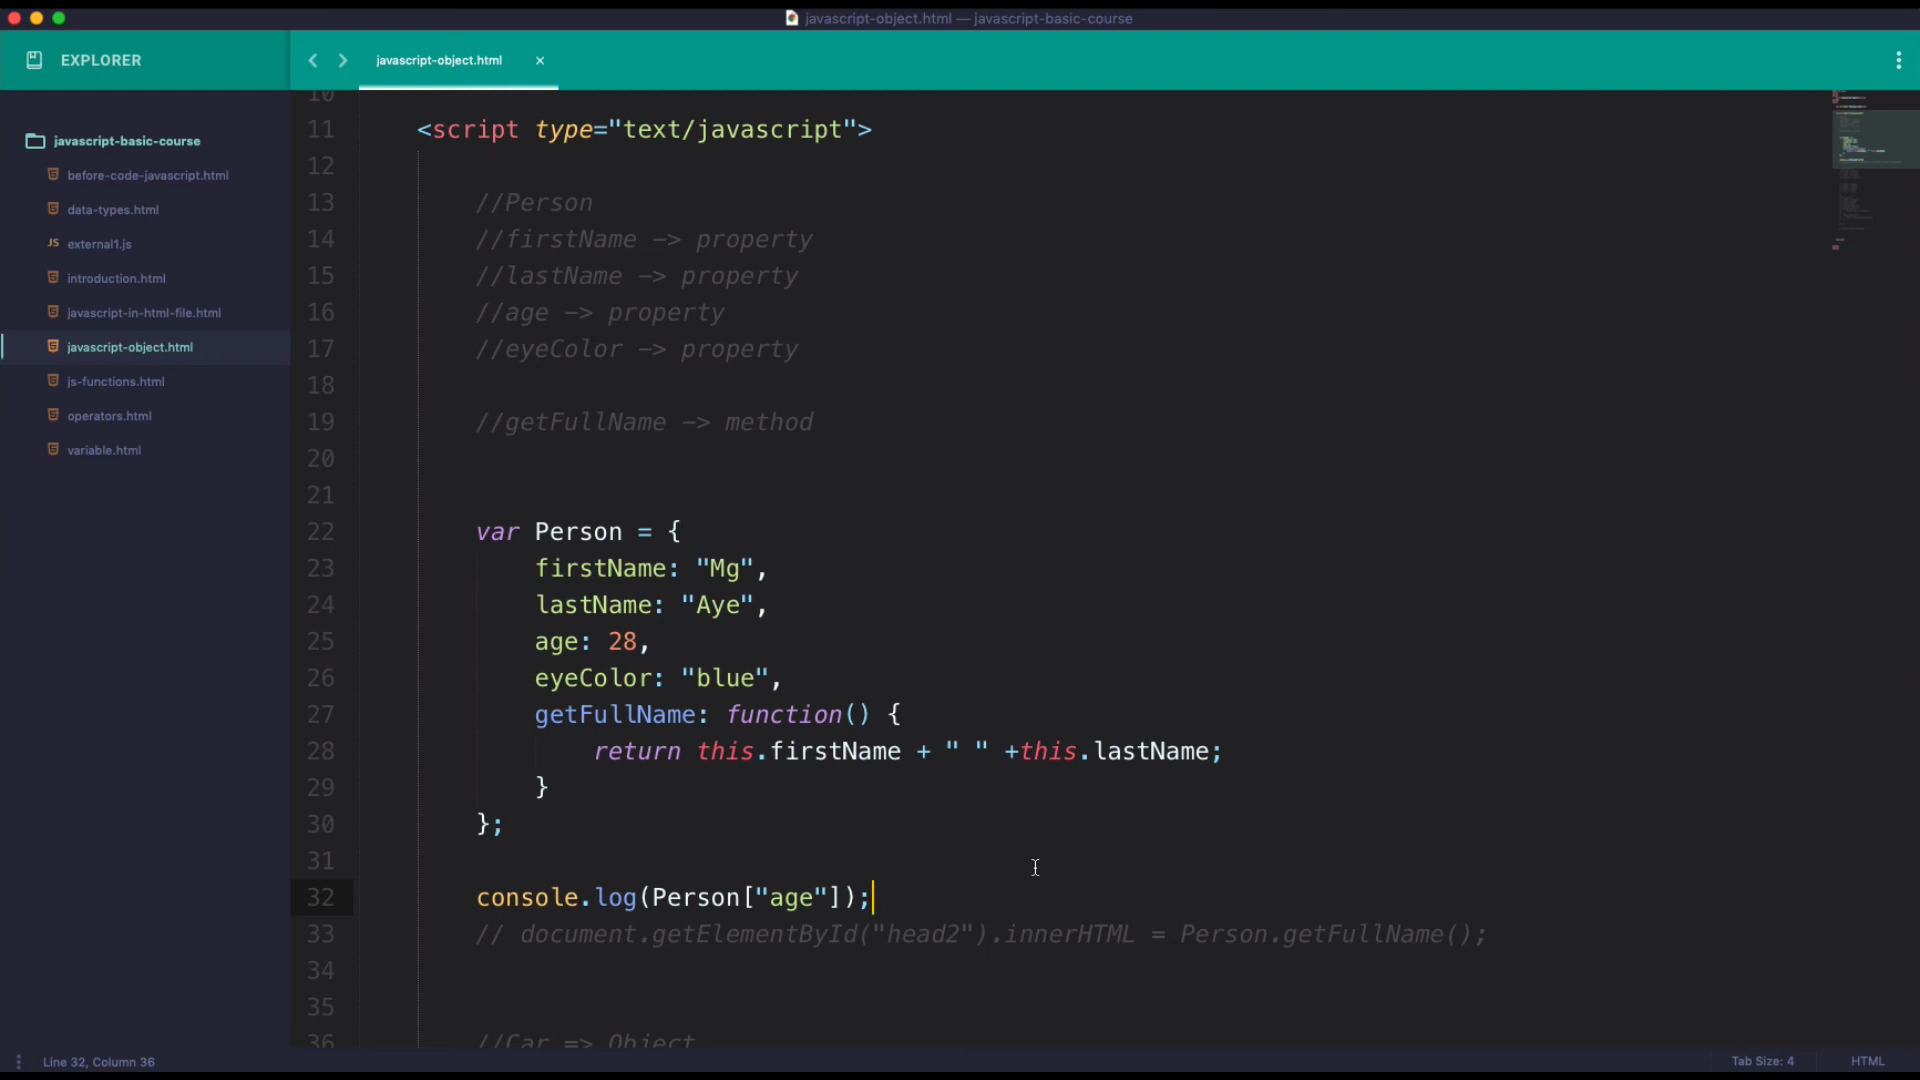 javascript-object.html — javascript-basic-course
EXPLORER
javascript-object.html ×
javascript-basic-course
before-code-javascript.html
data-types.html
JS external1.js
introduction.html
javascript-in-html-file.html
javascript-object.html
js-functions.html
operators.html
variable.html
10
11 <script type="text/javascript">
12
13 //Person
14 //firstName -> property
15 //lastName -> property
16 //age -> property
17 //eyeColor -> property
18
19 //getFullName -> method
20
21
22 var Person = {
23 firstName: "Mg",
24 lastName: "Aye",
25 age: 28,
26 eyeColor: "blue",
27 getFullName: function() {
28 return this.firstName + " " +this.lastName;
29 }
30 };
31
32 console.log(Person["age"]);
33 // document.getElementById("head2").innerHTML = Person.getFullName();
34
35
36 //Car => Object
Line 32, Column 36
Tab Size: 4
HTML